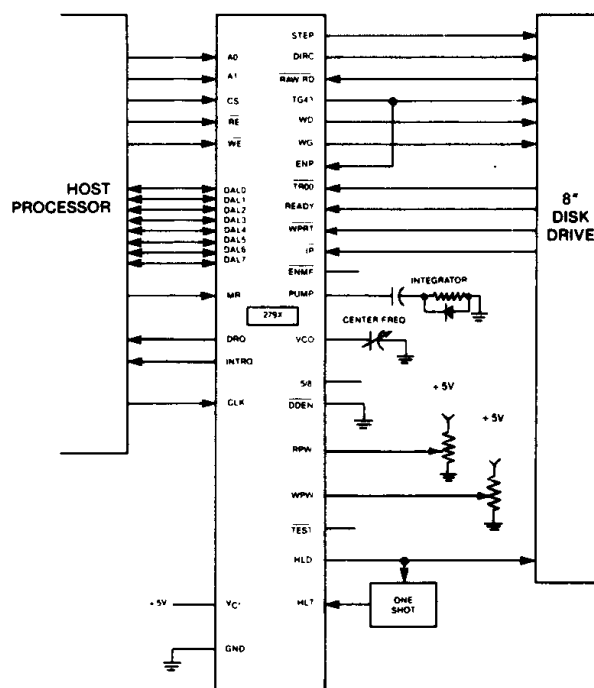 STEP
A0
DIRC
A1
RAW RD
CS
TG43
RE
WD
WE
WG
ENP
HOST
PROCESSOR
DAL0
DAL1
DAL2
DAL3
DAL4
DAL5
DAL6
DAL7
TR00
READY
WPRT
IP
8"
DISK
DRIVE
ENMF
INTEGRATOR
MR
PUMP
279X
CENTER FREQ
DRQ
VCO
INTRQ
5/8
+5V
CLK
DDEN
+5V
RPW
WPW
TEST
HLD
+5V
VC
HLT
ONE
SHOT
GND